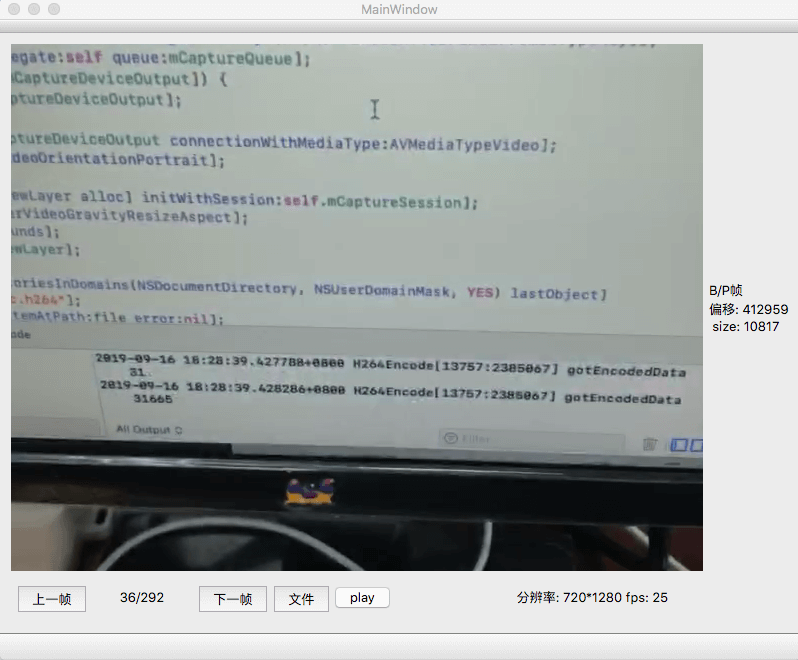 MainWindow
egate:self queue:mCaptureQueue];
CaptureDeviceOutput]) {
ptureDeviceOutput];
ptureDeviceOutput connectionWithMediaType:AVMediaTypeVideo];
deoOrientationPortrait];
ewLayer alloc] initWithSession:self.mCaptureSession];
rVideoGravityResizeAspect];
unds];
wLayer];
oriesInDomains(NSDocumentDirectory, NSUserDomainMask, YES) lastObject]
c.h264"];
temAtPath:file error:nil];
de
2019-09-16 18:28:39.427788+0800 H264Encode[13757:2385067] gotEncodedData
31
2019-09-16 18:28:39.428286+0800 H264Encode[13757:2385067] gotEncodedData
31665
All Output
Filter
B/P帧
偏移: 412959
size: 10817
上一帧 36/292 下一帧 文件 play 分辨率: 720*1280 fps: 25